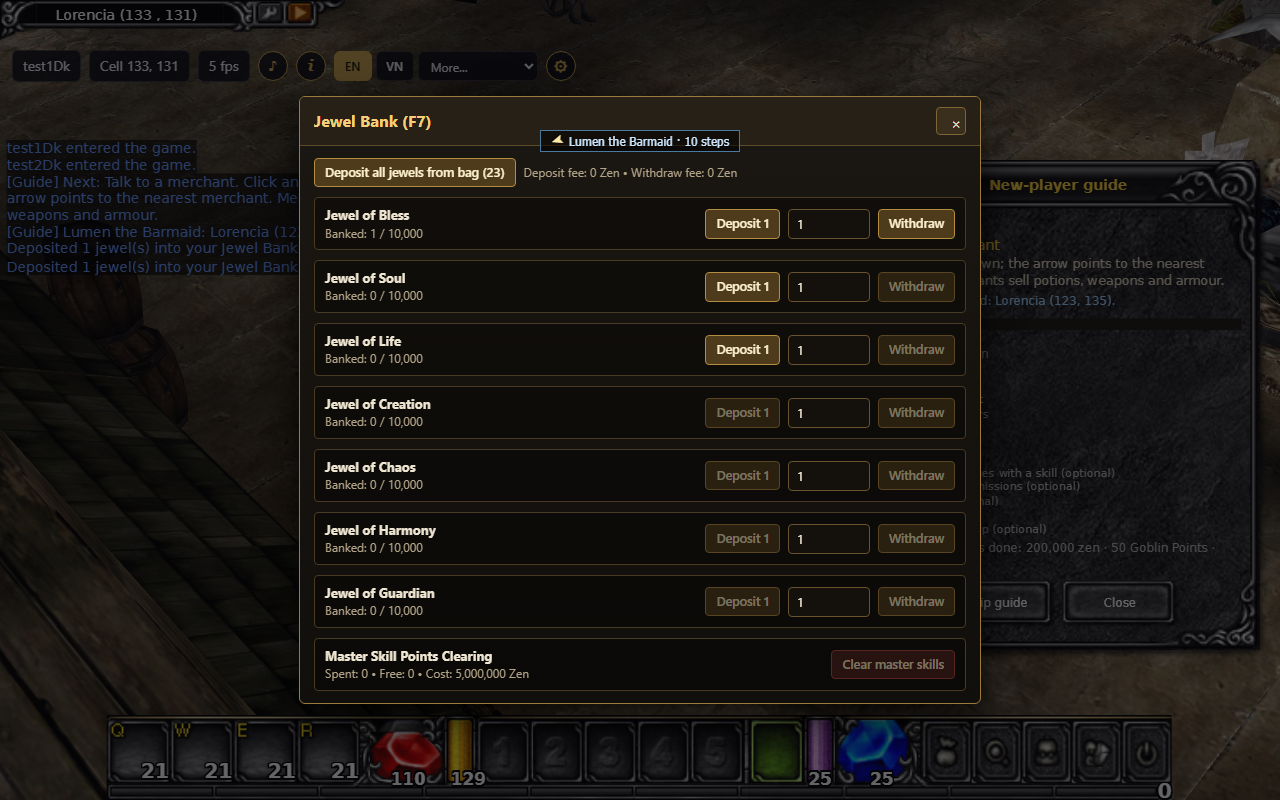 Lorencia (133 , 131)
test1Dk
Cell 133, 131
5 fps
EN
VN
More...
Jewel Bank (F7)
×
Lumen the Barmaid · 10 steps
Deposit all jewels from bag (23)
Deposit fee: 0 Zen • Withdraw fee: 0 Zen
Jewel of Bless
Banked: 1 / 10,000
Deposit 1
1
Withdraw
Jewel of Soul
Banked: 0 / 10,000
Deposit 1
1
Withdraw
Jewel of Life
Banked: 0 / 10,000
Deposit 1
1
Withdraw
Jewel of Creation
Banked: 0 / 10,000
Deposit 1
1
Withdraw
Jewel of Chaos
Banked: 0 / 10,000
Deposit 1
1
Withdraw
Jewel of Harmony
Banked: 0 / 10,000
Deposit 1
1
Withdraw
Jewel of Guardian
Banked: 0 / 10,000
Deposit 1
1
Withdraw
Master Skill Points Clearing
Spent: 0 • Free: 0 • Cost: 5,000,000 Zen
Clear master skills
test1Dk entered the game.
test2Dk entered the game.
[Guide] Next: Talk to a merchant. Click an
arrow points to the nearest merchant. Me
weapons and armour.
[Guide] Lumen the Barmaid: Lorencia (12
Deposited 1 jewel(s) into your Jewel Bank
Deposited 1 jewel(s) into your Jewel Bank
New-player guide
ant
wn; the arrow points to the nearest
ants sell potions, weapons and armour.
d: Lorencia (123, 135).
es with a skill (optional)
missions (optional)
nal)
p (optional)
s done: 200,000 zen · 50 Goblin Points ·
ip guide
Close
Q
21
W
21
E
21
R
21
110
129
1
2
3
4
5
25
25
0